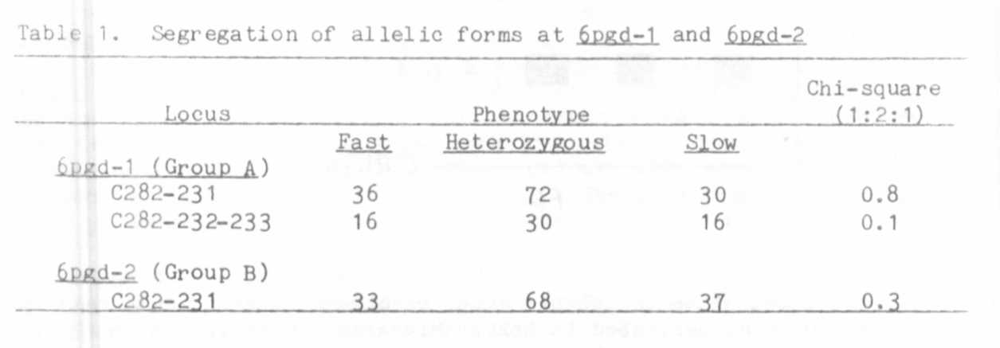 Table 1. Segregation of allelic forms at 6pgd-1 and 6pgd-2
Chi-square
Locus Phenotype (1:2:1)
Fast Heterozygous Slow
6pgd-1 (Group A)
C282-231 36 72 30 0.8
C282-232-233 16 30 16 0.1
6pgd-2 (Group B)
C282-231 33 68 37 0.3